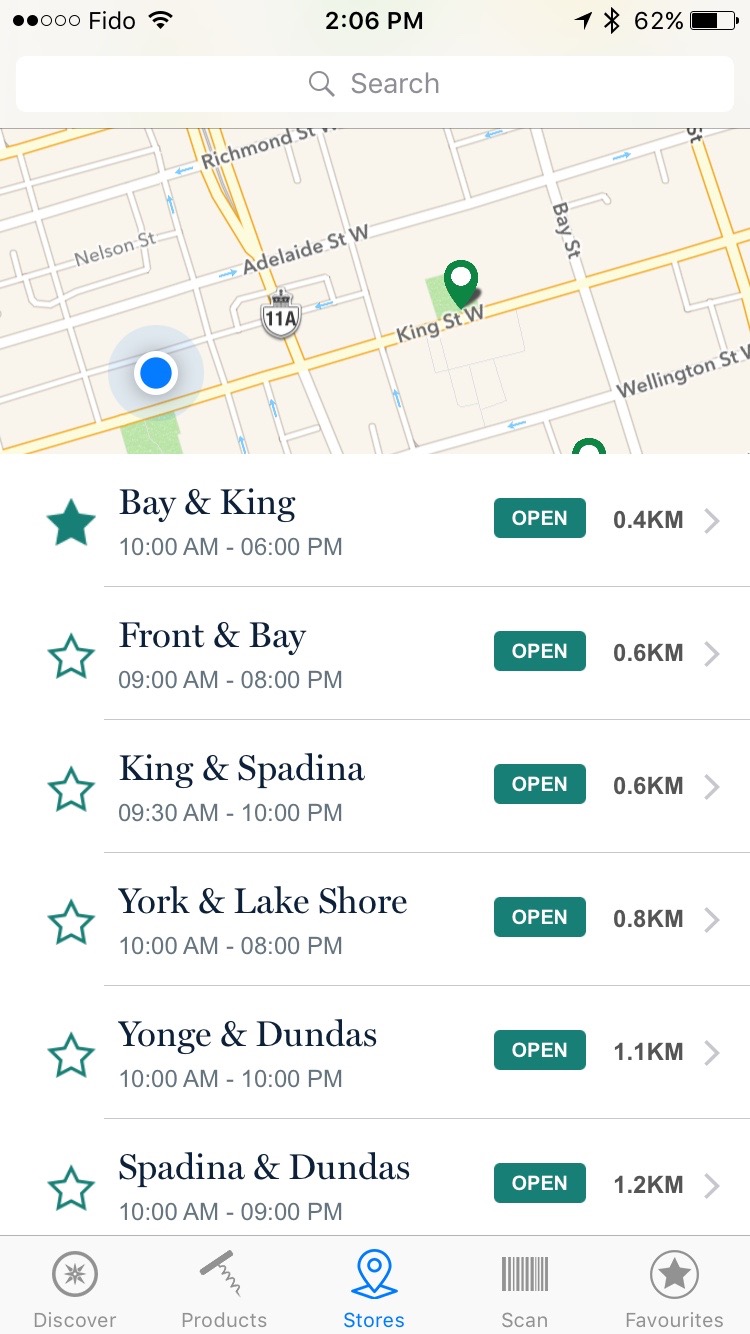 Fido 2:06 PM 62%
Search
Richmond St W
St
Bay St
Nelson St
Adelaide St W
11A
King St W
Wellington St W
Bay & King
10:00 AM - 06:00 PM
OPEN 0.4KM
Front & Bay
09:00 AM - 08:00 PM
OPEN 0.6KM
King & Spadina
09:30 AM - 10:00 PM
OPEN 0.6KM
York & Lake Shore
10:00 AM - 08:00 PM
OPEN 0.8KM
Yonge & Dundas
10:00 AM - 10:00 PM
OPEN 1.1KM
Spadina & Dundas
10:00 AM - 09:00 PM
OPEN 1.2KM
Discover Products Stores Scan Favourites